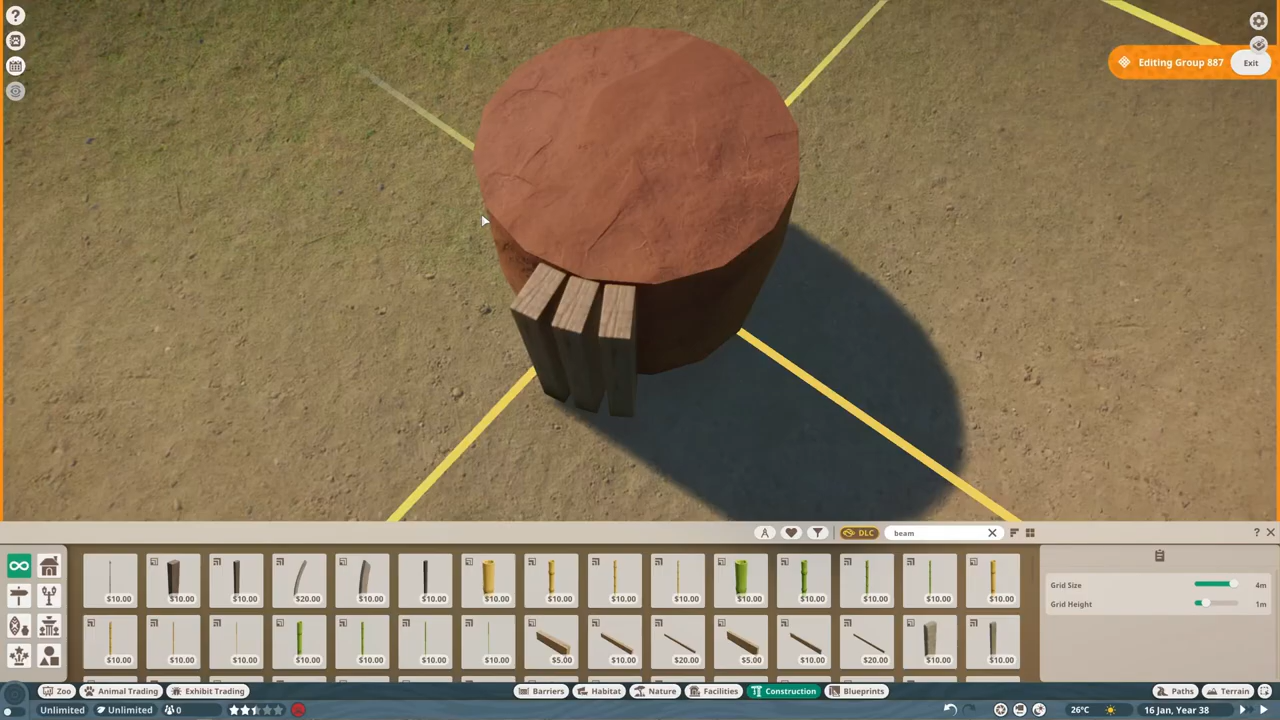 ?
Editing Group 887
Exit
A
DLC
beam
?
$10.00 $10.00 $10.00 $20.00 $10.00 $10.00 $10.00 $10.00 $10.00 $10.00 $10.00 $10.00 $10.00 $10.00 $10.00
Grid Size 4m
Grid Height 1m
$10.00 $10.00 $10.00 $10.00 $10.00 $10.00 $10.00 $5.00 $10.00 $20.00 $5.00 $10.00 $20.00 $10.00 $10.00
Zoo Animal Trading Exhibit Trading Barriers Habitat Nature Facilities Construction Blueprints Paths Terrain
Unlimited Unlimited 0 26°C 16 Jan, Year 38